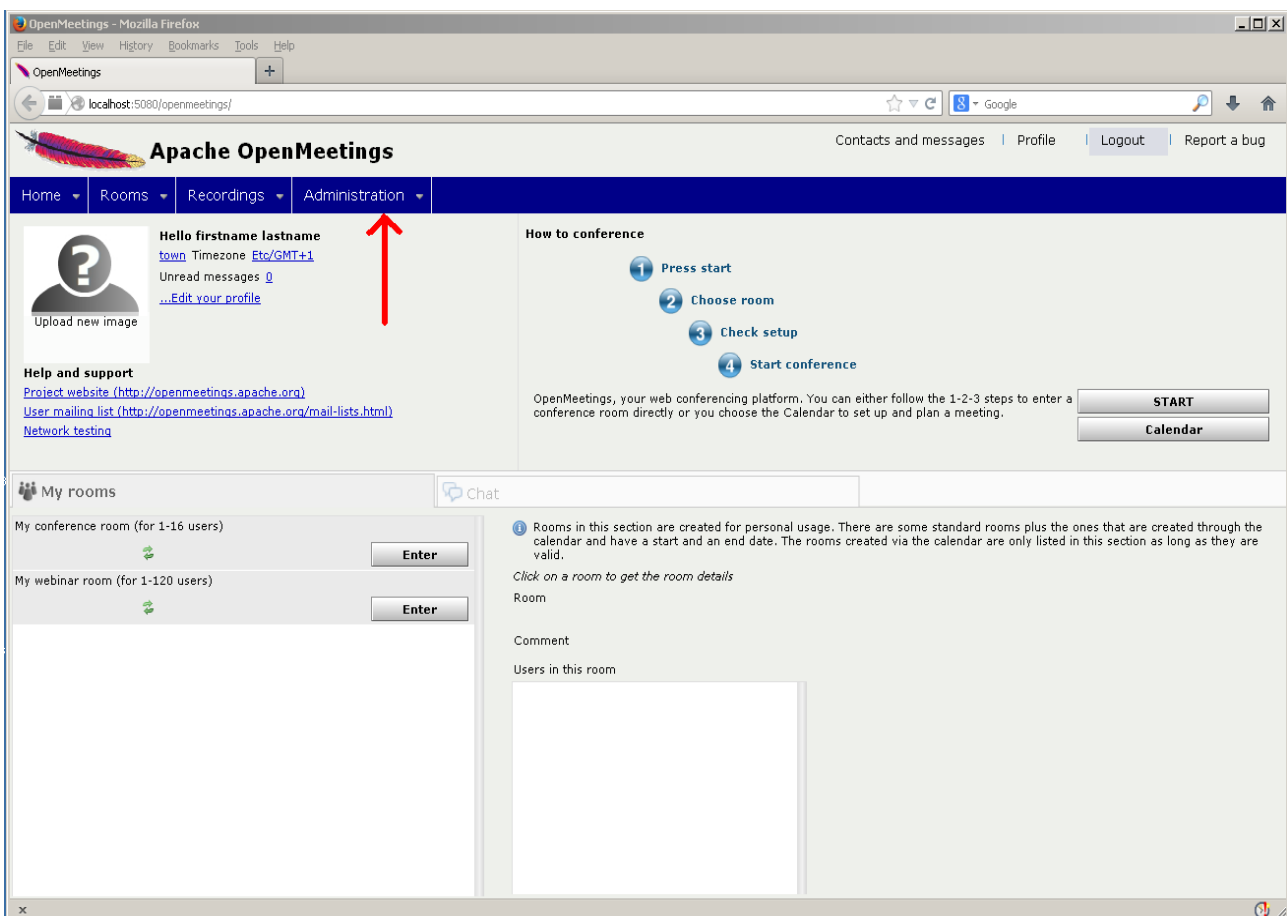 OpenMeetings - Mozilla Firefox
File Edit View History Bookmarks Tools Help
OpenMeetings
localhost:5080/openmeetings/
Google
Apache OpenMeetings
Contacts and messages | Profile | Logout | Report a bug
Home Rooms Recordings Administration
Hello firstname lastname
town Timezone Etc/GMT+1
Unread messages 0
...Edit your profile
Upload new image
Help and support
Project website (http://openmeetings.apache.org)
User mailing list (http://openmeetings.apache.org/mail-lists.html)
Network testing
How to conference
1 Press start
2 Choose room
3 Check setup
4 Start conference
OpenMeetings, your web conferencing platform. You can either follow the 1-2-3 steps to enter a
conference room directly or you choose the Calendar to set up and plan a meeting.
START
Calendar
My rooms
Chat
My conference room (for 1-16 users)
Enter
My webinar room (for 1-120 users)
Enter
Rooms in this section are created for personal usage. There are some standard rooms plus the ones that are created through the
calendar and have a start and an end date. The rooms created via the calendar are only listed in this section as long as they are
valid.
Click on a room to get the room details
Room
Comment
Users in this room
x